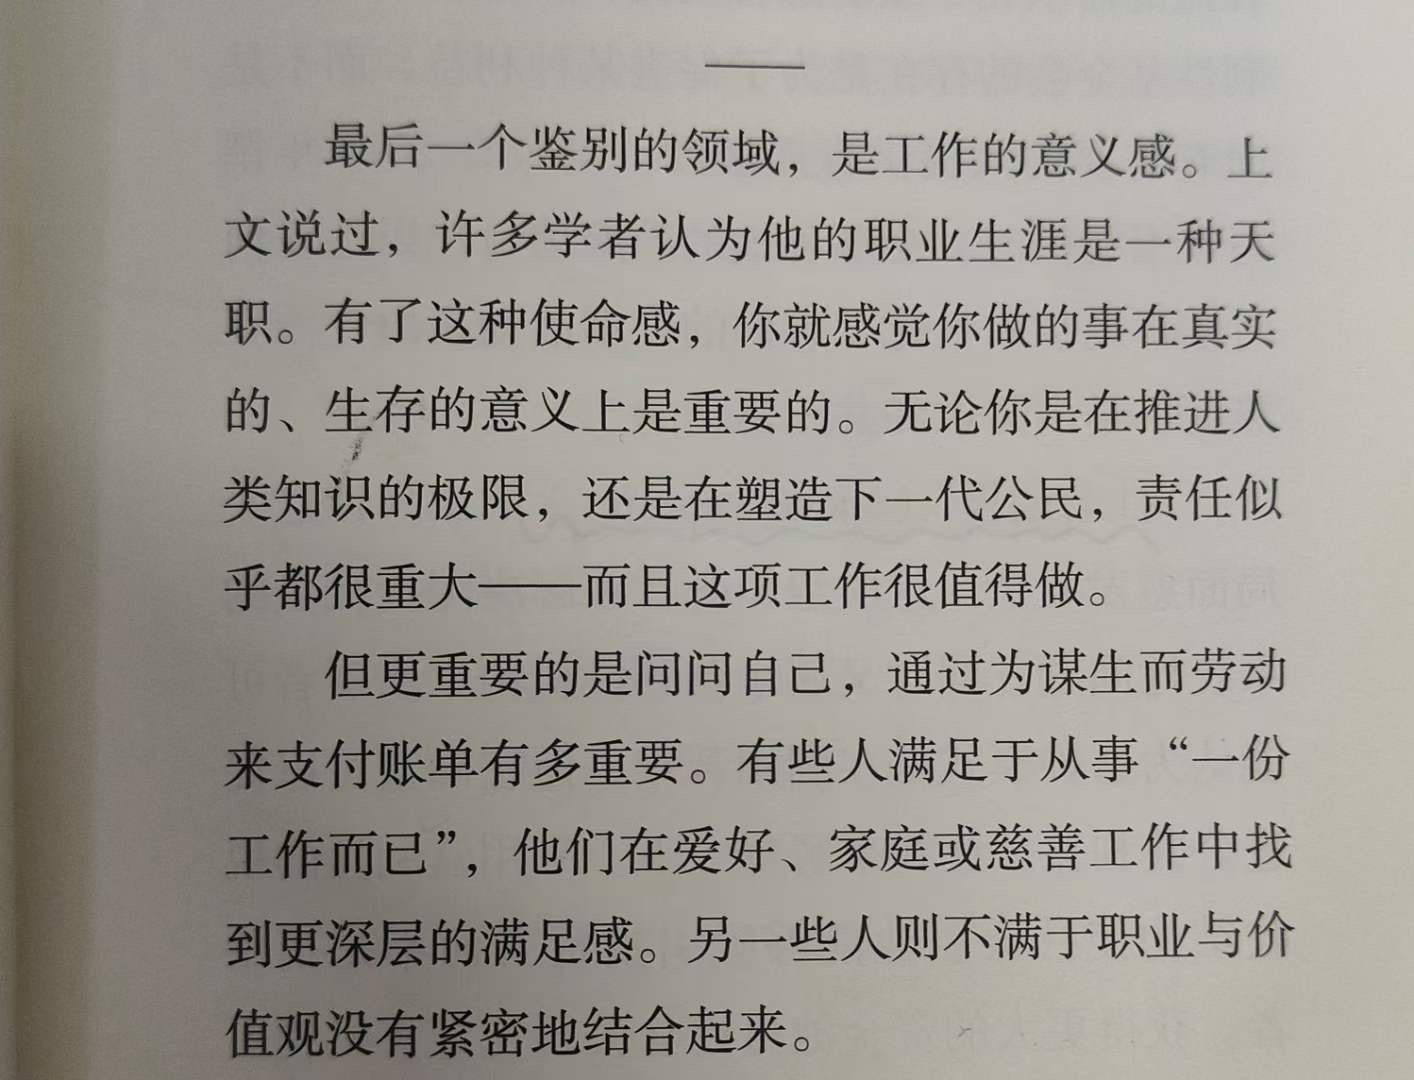 最后一个鉴别的领域，是工作的意义感。上
文说过，许多学者认为他的职业生涯是一种天
职。有了这种使命感，你就感觉你做的事在真实
的、生存的意义上是重要的。无论你是在推进人
类知识的极限，还是在塑造下一代公民，责任似
乎都很重大——而且这项工作很值得做。
但更重要的是问问自己，通过为谋生而劳动
来支付账单有多重要。有些人满足于从事“一份
工作而已”，他们在爱好、家庭或慈善工作中找
到更深层的满足感。另一些人则不满于职业与价
值观没有紧密地结合起来。